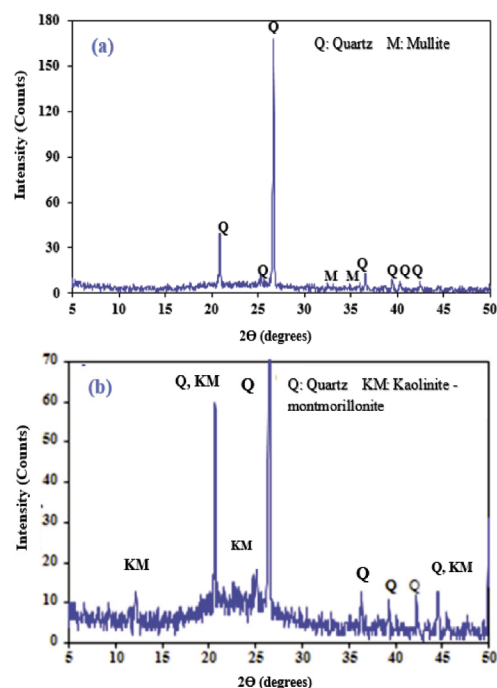 (a)
Q
Q: Quartz M: Mullite
Q
Q
M
M
Q
Q
Q
Q
180
150
120
90
60
30
0
5
10
15
20
25
30
35
40
45
50
Intensity (Counts)
2Θ (degrees)
(b)
Q, KM
Q
Q: Quartz KM: Kaolinite -
montmorillonite
KM
KM
Q
Q
Q
Q, KM
70
60
50
40
30
20
10
0
5
10
15
20
25
30
35
40
45
50
Intensity (Counts)
2Θ (degrees)